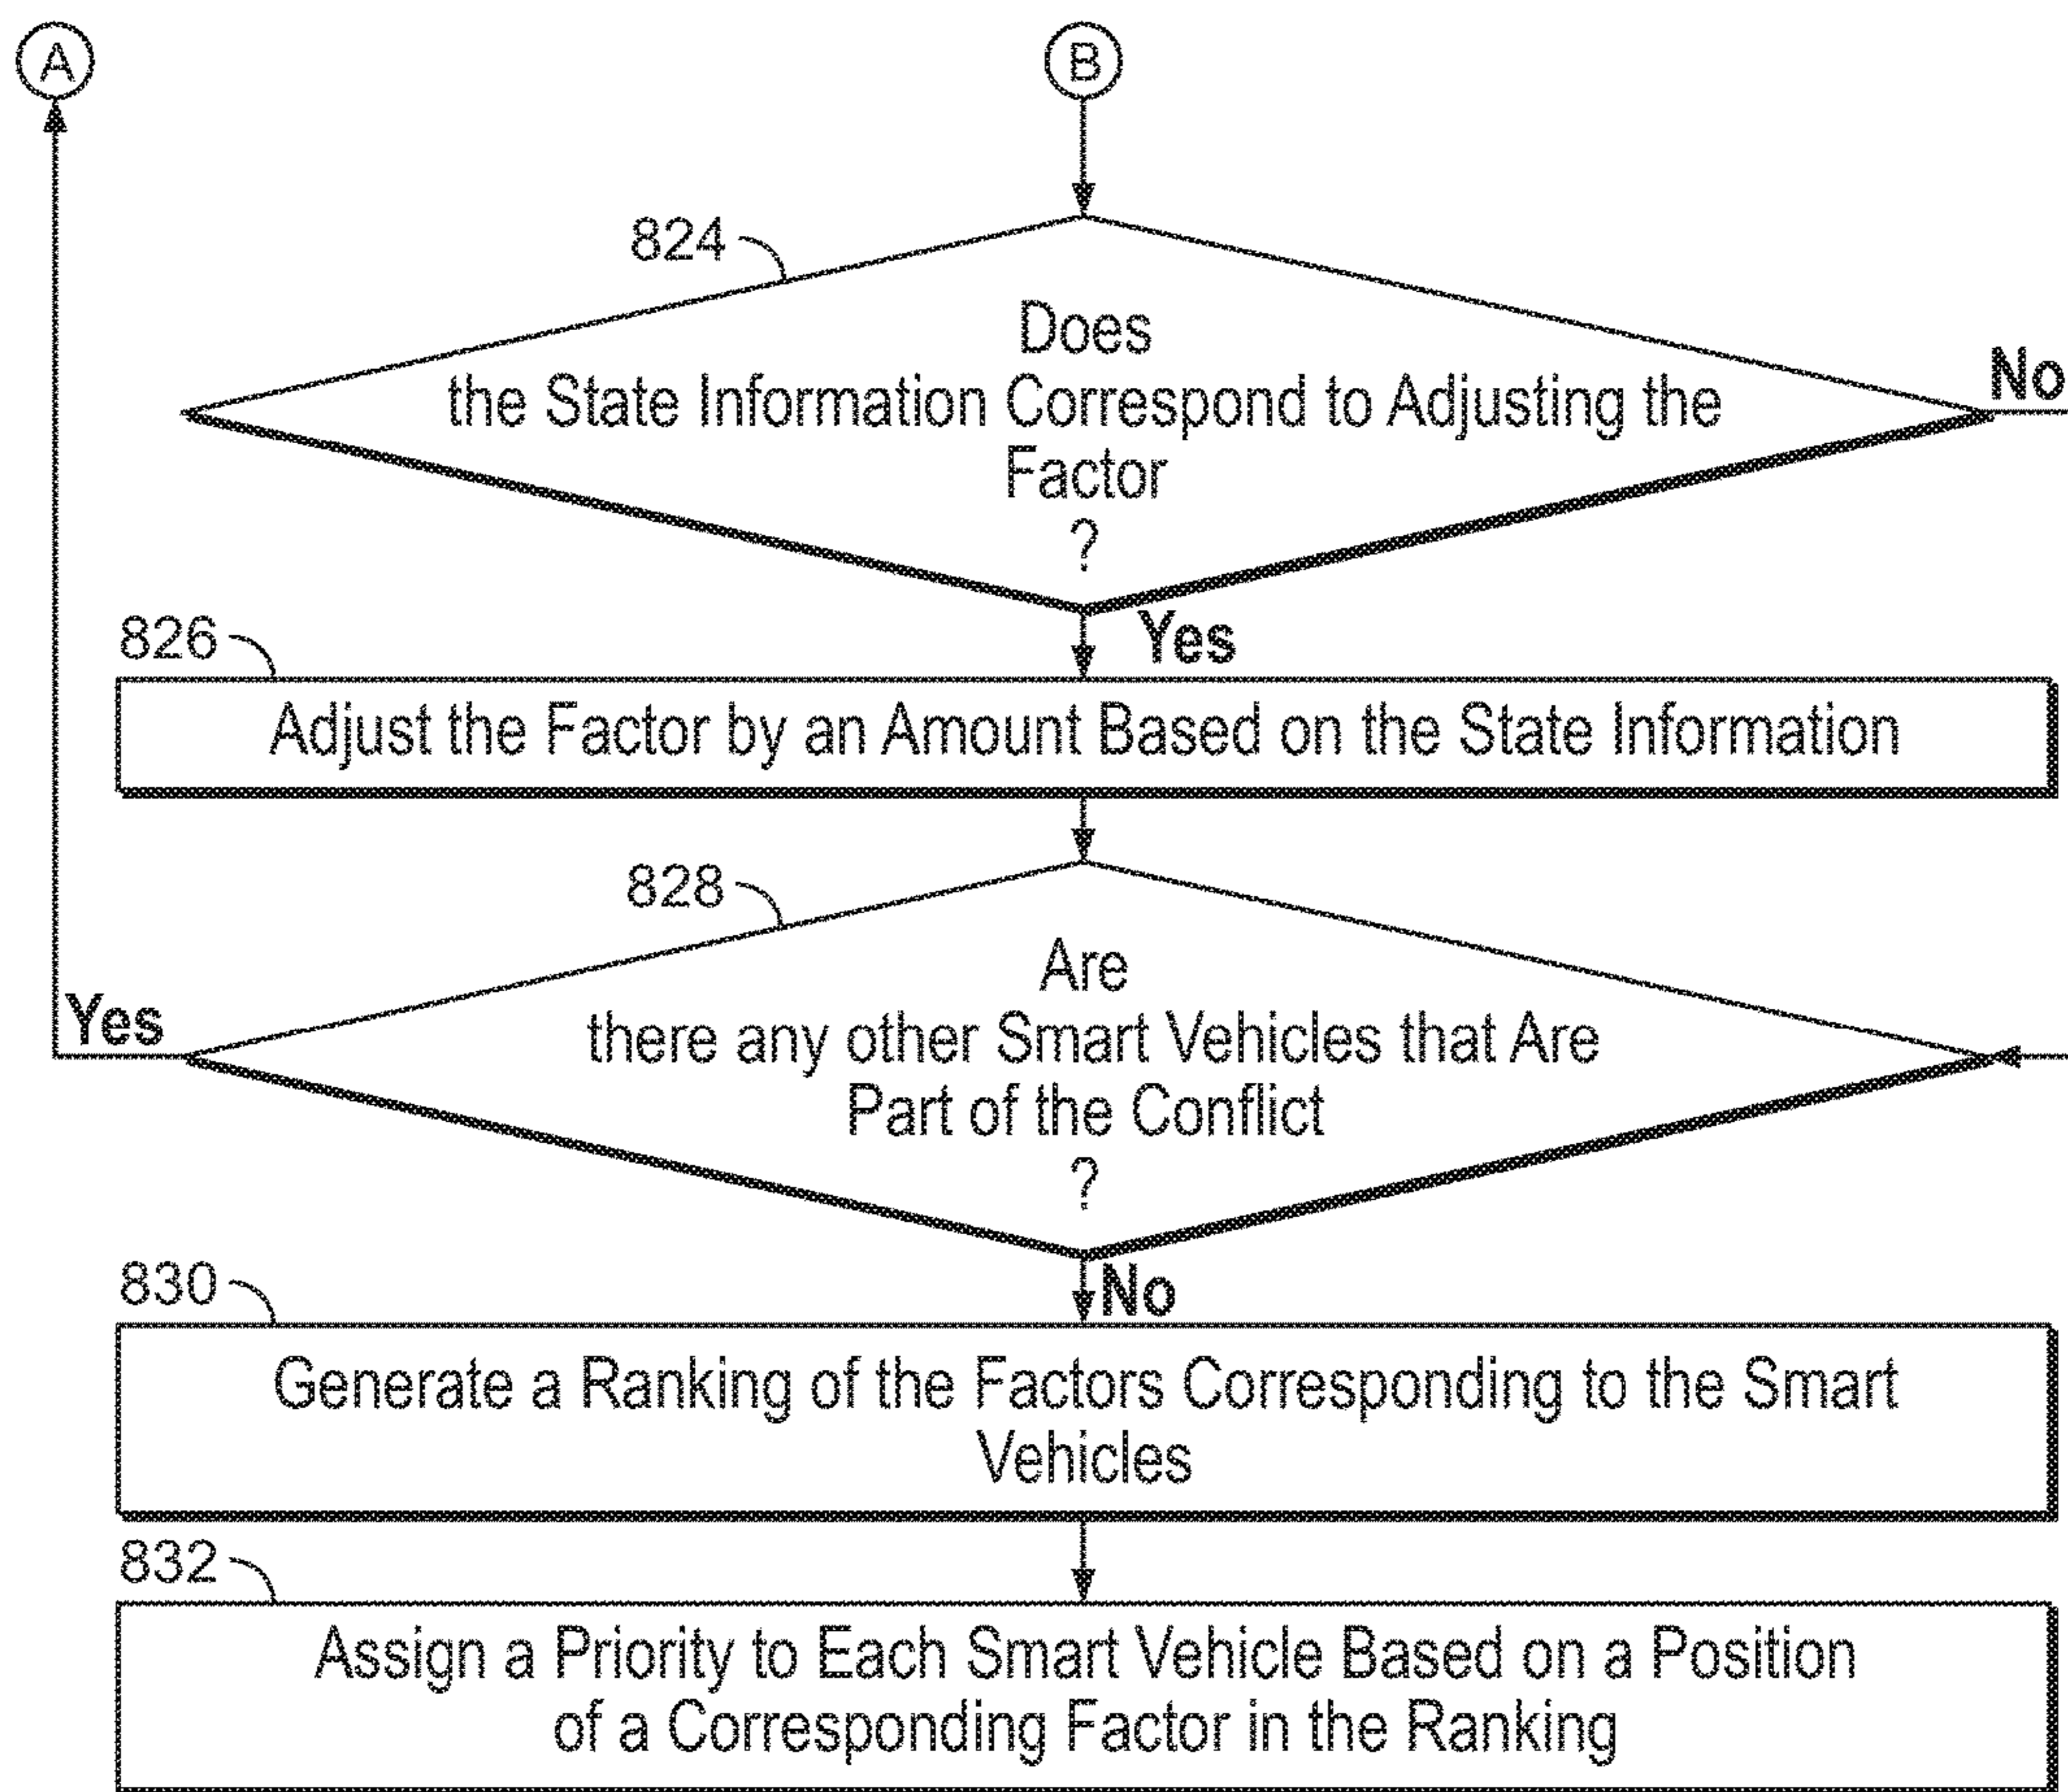 A
B
824
Does
the State Information Correspond to Adjusting the
Factor
?
No
Yes
826
Adjust the Factor by an Amount Based on the State Information
828
Are
there any other Smart Vehicles that Are
Part of the Conflict
?
Yes
No
830
Generate a Ranking of the Factors Corresponding to the Smart
Vehicles
832
Assign a Priority to Each Smart Vehicle Based on a Position
of a Corresponding Factor in the Ranking